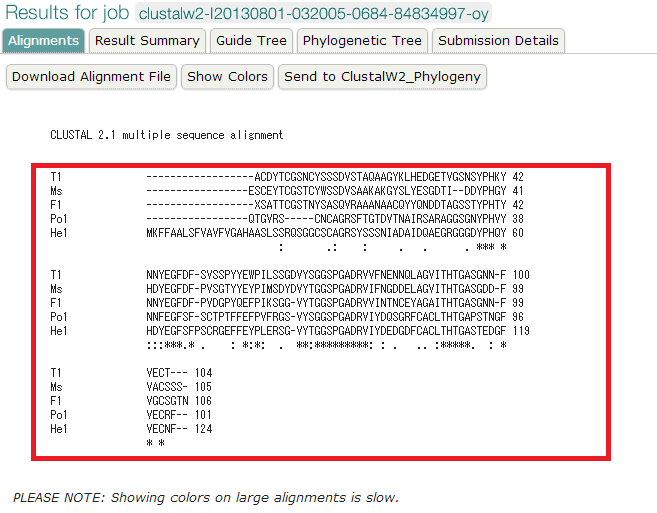 Results for job clustalw2-I20130801-032005-0684-84834997-oy
Alignments Result Summary Guide Tree Phylogenetic Tree Submission Details
Download Alignment File Show Colors Send to ClustalW2_Phylogeny
CLUSTAL 2.1 multiple sequence alignment
T1 ------------------ACDYTCGSNCYSSSDVSTAQAAGYKLHEDGETVGSNSYPHKY 42
Ms -----------------ESCEYTCGSTCYWSSDVSAAKAKGYSLYESGDTI--DDYPHGY 41
F1 ------------------XSATTCGSTNYSASQVRAAANAACQYYQNDDTAGSSTYPHTY 42
Po1 -----------------QTGVRS-----CNCAGRSFTGTDVTNAIRSARAGGSGNYPHVY 38
He1 MKFFAALSFVAVFVGAHAASLSSRQSGGCSCAGRSYSSSNIADAIDQAEGRGGGDYPHQY 60
: .: : . . : *** *
T1 NNYEGFDF-SVSSPYYEWPILSSGDVYSGGSPGADRVVFNENNQLAGVITHTGASGNN-F 100
Ms HDYEGFDF-PVSGTYYEYPIMSDYDVYTGGSPGADRVIFNGDDELAGVITHTGASGDD-F 99
F1 NNYEGFDF-PVDGPYQEFPIKSGG-VYTGGSPGADRVVINTNCEYAGAITHTGASGNN-F 99
Po1 NNFEGFSF-SCTPTFFEFPVFRGS-VYSGGSPGADRVIYDQSGRFCACLTHTGAPSTNGF 96
He1 HDYEGFSFPSCRGEFFEYPLERSG-VYTGGSPGADRVIYDEDGDFCACLTHTGASTEDGF 119
:::***.* . : *:*: . **:*********: : . .. :*****. : *
T1 VECT--- 104
Ms VACSSS- 105
F1 VGCSGTN 106
Po1 VECRF-- 101
He1 VECNF-- 124
* *
PLEASE NOTE: Showing colors on large alignments is slow.